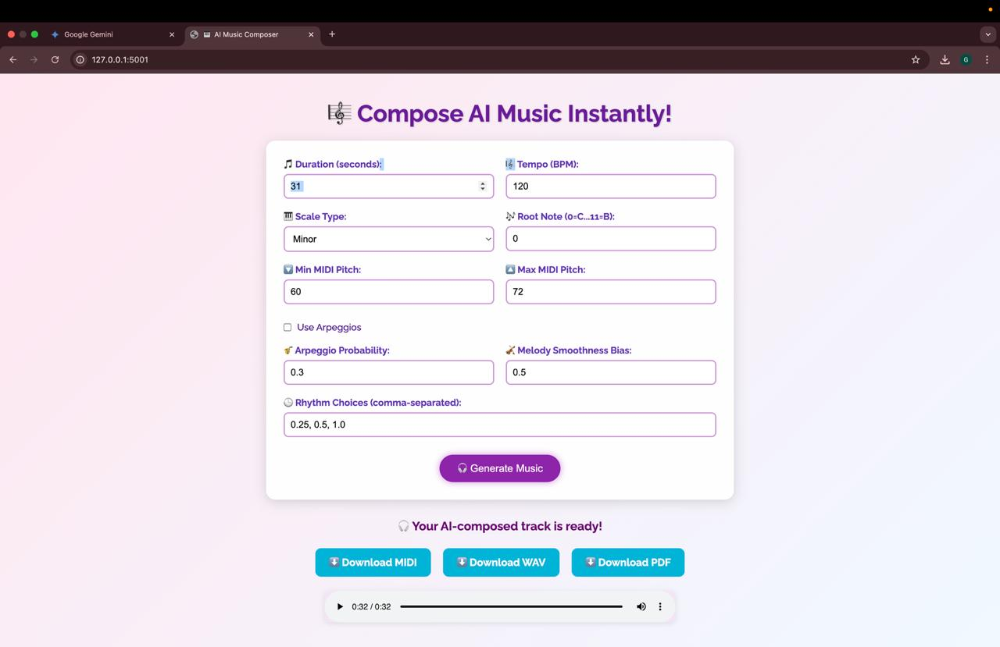 Google Gemini
AI Music Composer
127.0.0.1:5001
G
Compose AI Music Instantly!
Duration (seconds):
Tempo (BPM):
31
120
Scale Type:
Root Note (0=C...11=B):
Minor
0
Min MIDI Pitch:
Max MIDI Pitch:
60
72
Use Arpeggios
Arpeggio Probability:
Melody Smoothness Bias:
0.3
0.5
Rhythm Choices (comma-separated):
0.25, 0.5, 1.0
Generate Music
Your AI-composed track is ready!
Download MIDI
Download WAV
Download PDF
0:32 / 0:32